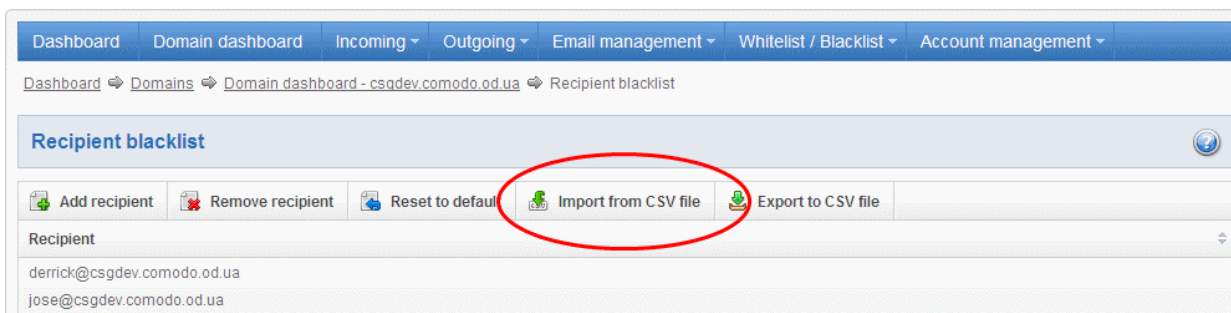 Dashboard Domain dashboard Incoming Outgoing Email management Whitelist / Blacklist Account management
Dashboard Domains Domain dashboard - csgdev.comodo.od.ua Recipient blacklist
Recipient blacklist
Add recipient Remove recipient Reset to default Import from CSV file Export to CSV file
Recipient
derrick@csgdev.comodo.od.ua
jose@csgdev.comodo.od.ua